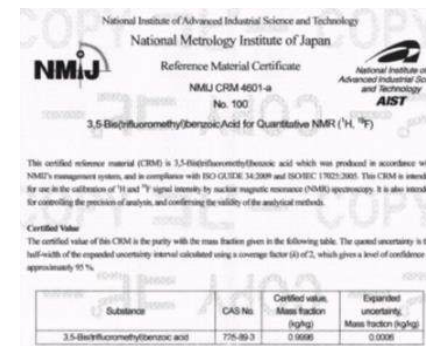 National Institute of Advanced Industrial Science and Technology
National Metrology Institute of Japan
NMIJ
Reference Material Certificate
National Institute of
Advanced Industrial Sci
and Technology
AIST
NMIJ CRM 4601-a
No. 100
3,5-Bis(trifluoromethyl)benzoic Acid for Quantitative NMR (¹H, ¹⁹F)
This certified reference material (CRM) is 3,5-Bis(trifluoromethyl)benzoic acid which was produced in accordance wi
NMIJ's management system, and in compliance with ISO GUIDE 34:2009 and ISO/IEC 17025:2005. This CRM is intend
for use in the calibration of ¹H and ¹⁹F signal intensity by nuclear magnetic resonance (NMR) spectroscopy. It is also intend
for controlling the precision of analysis, and confirming the validity of the analytical methods.
Certified Value
The certified value of this CRM is the purity with the mass fraction given in the following table. The quoted uncertainty is t
half-width of the expanded uncertainty interval calculated using a coverage factor (k) of 2, which gives a level of confidence
approximately 95 %.
Substance CAS No. Certified value, Mass fraction (kg/kg) Expanded uncertainty, Mass fraction (kg/kg)
3,5-Bis(trifluoromethyl)benzoic acid 725-89-3 0.9996 0.0006
COPY